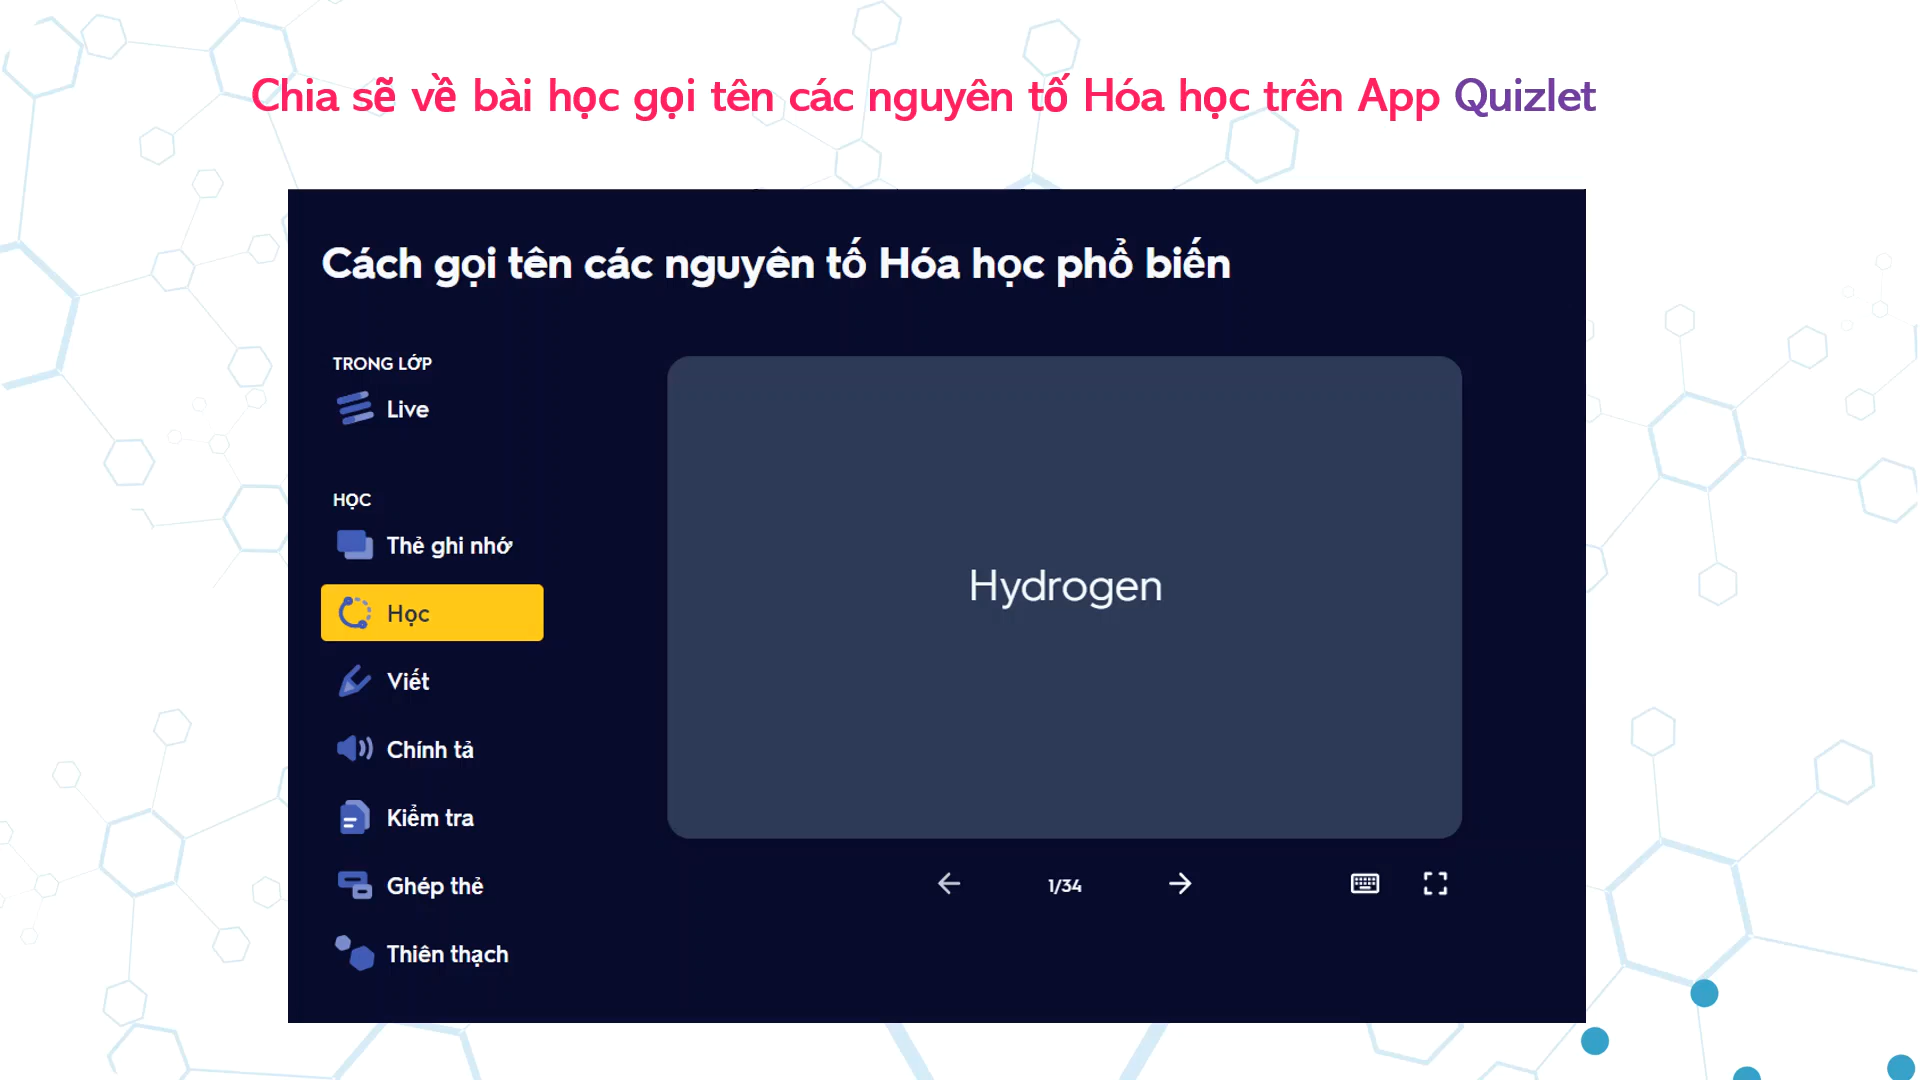 Chia sẽ về bài học gọi tên các nguyên tố Hóa học trên App Quizlet
Cách gọi tên các nguyên tố Hóa học phổ biến
TRONG LỚP
Live
HỌC
Thẻ ghi nhớ
Học
Viết
Chính tả
Kiểm tra
Ghép thẻ
Thiên thạch
Hydrogen
1/34